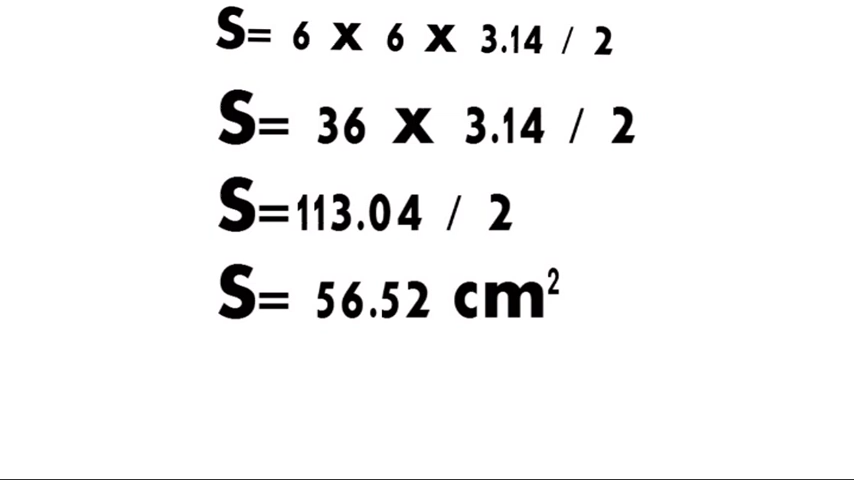 S= 6 x 6 x 3.14 / 2
S= 36 x 3.14 / 2
S=113.04 / 2
S= 56.52 cm²